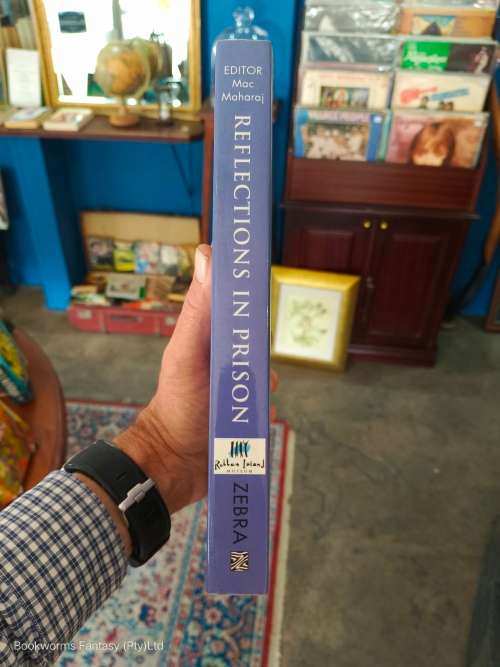 EDITOR
Mac
Maharaj
REFLECTIONS IN PRISON
Robben Island
MUSEUM
ZEBRA
Bookworms Fantasy (Pty)Ltd